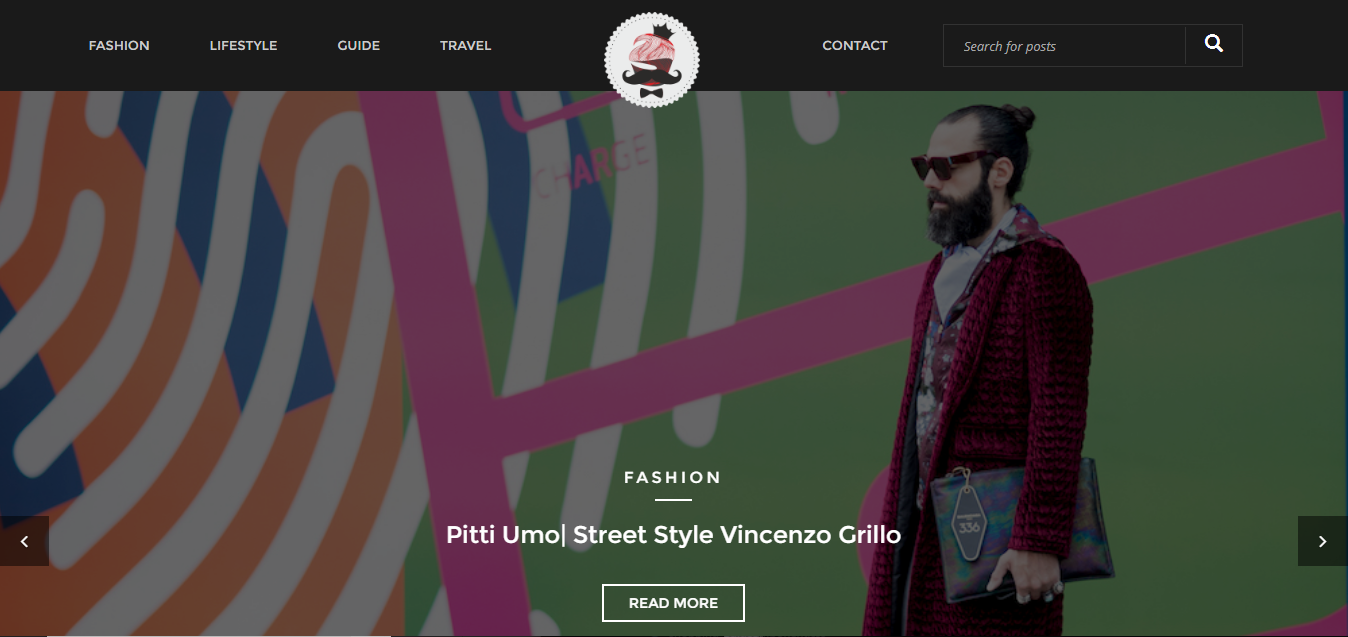 FASHION
LIFESTYLE
GUIDE
TRAVEL
CONTACT
Search for posts
CHARGE
FASHION
Pitti Umo| Street Style Vincenzo Grillo
336
READ MORE